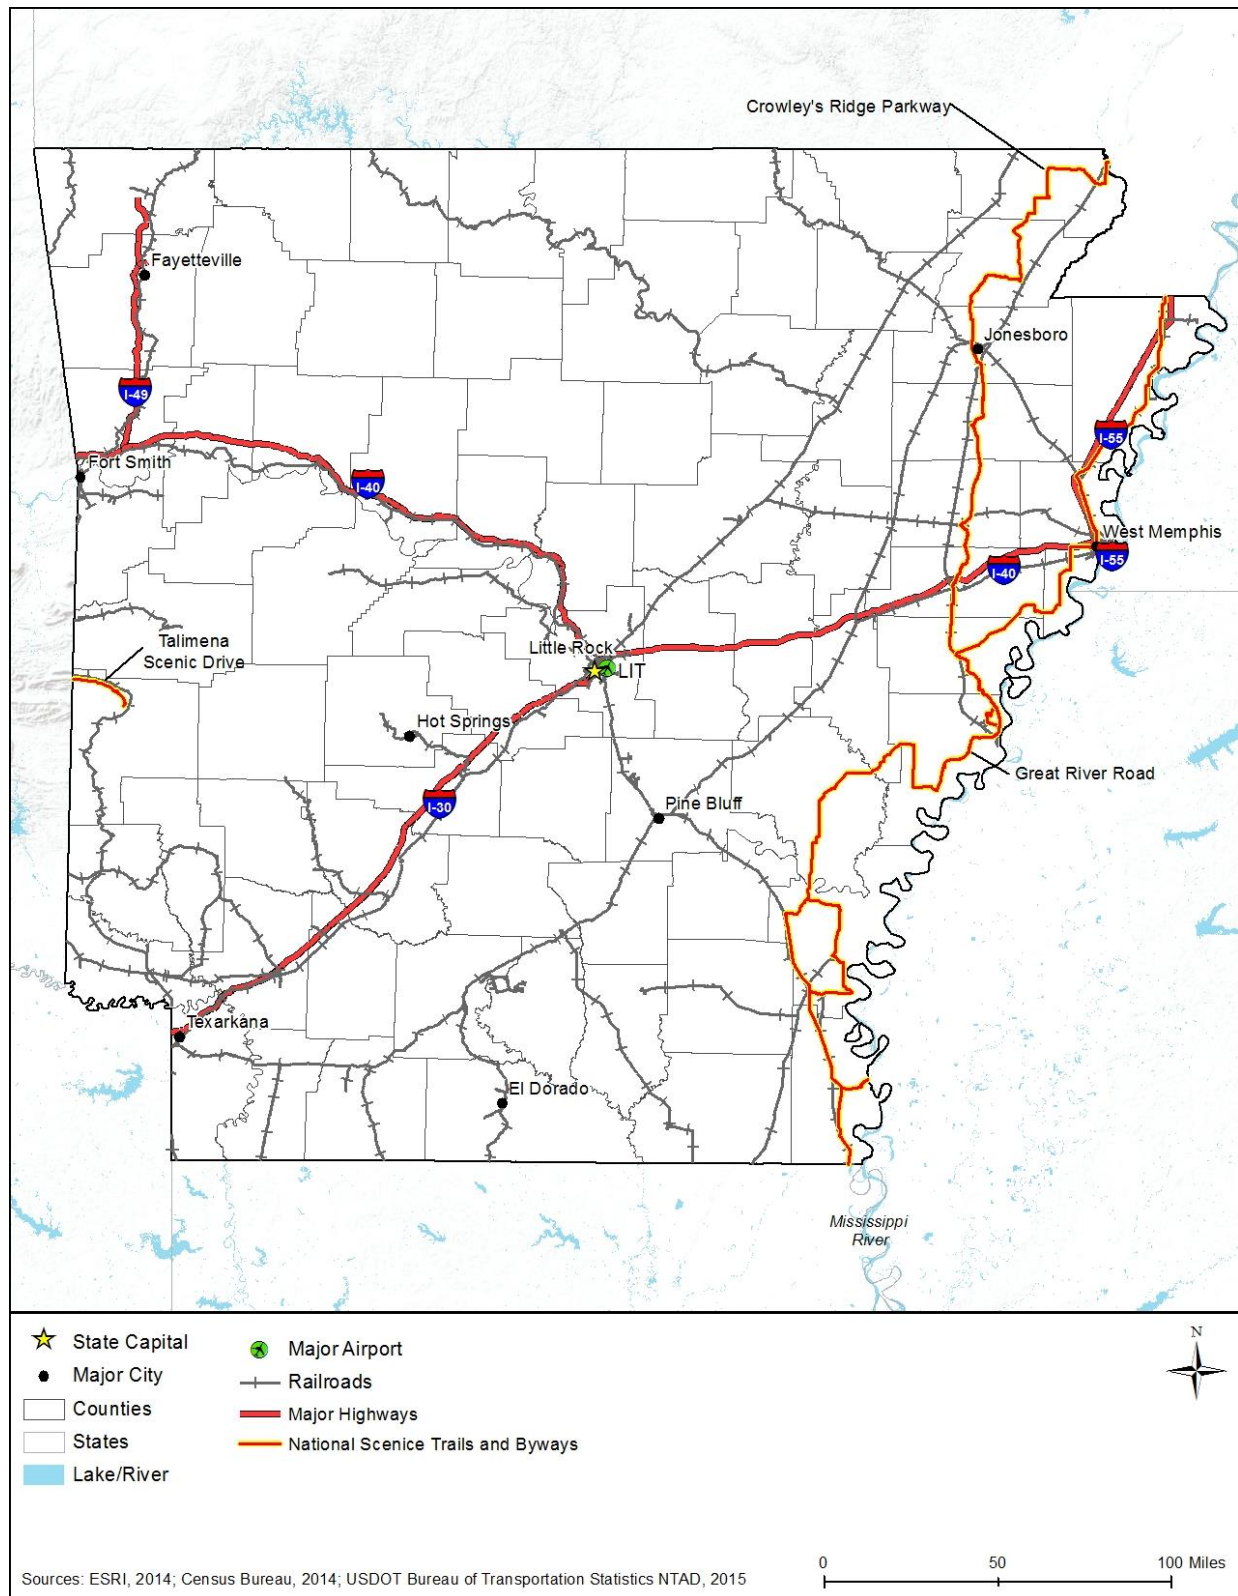 Crowley's Ridge Parkway
Fayetteville
Jonesboro
I-49
I-55
Fort Smith
I-40
West Memphis
I-55
I-40
Talimena
Scenic Drive
Little Rock
LIT
Hot Springs
Great River Road
I-30
Pine Bluff
Texarkana
El Dorado
Mississippi
River
State Capital
Major City
Counties
States
Lake/River
Major Airport
Railroads
Major Highways
National Scenice Trails and Byways
N
0 50 100 Miles
Sources: ESRI, 2014; Census Bureau, 2014; USDOT Bureau of Transportation Statistics NTAD, 2015